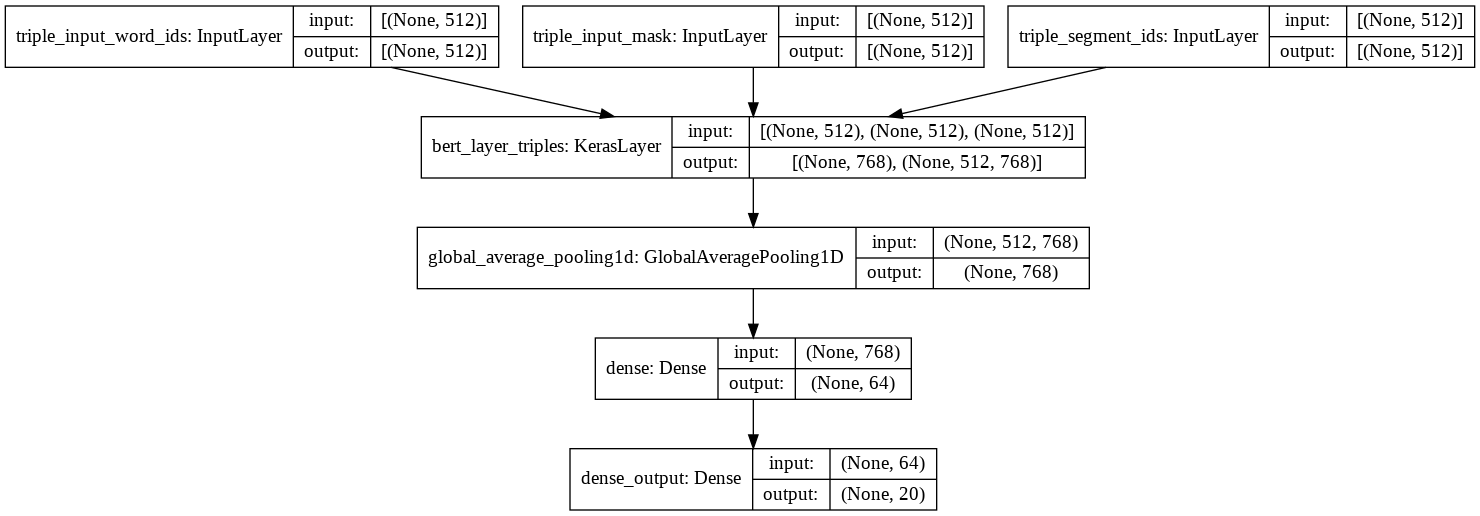 triple_input_word_ids: InputLayer
input:
[(None, 512)]
output:
[(None, 512)]
triple_input_mask: InputLayer
input:
[(None, 512)]
output:
[(None, 512)]
triple_segment_ids: InputLayer
input:
[(None, 512)]
output:
[(None, 512)]
bert_layer_triples: KerasLayer
input:
[(None, 512), (None, 512), (None, 512)]
output:
[(None, 768), (None, 512, 768)]
global_average_pooling1d: GlobalAveragePooling1D
input:
(None, 512, 768)
output:
(None, 768)
dense: Dense
input:
(None, 768)
output:
(None, 64)
dense_output: Dense
input:
(None, 64)
output:
(None, 20)